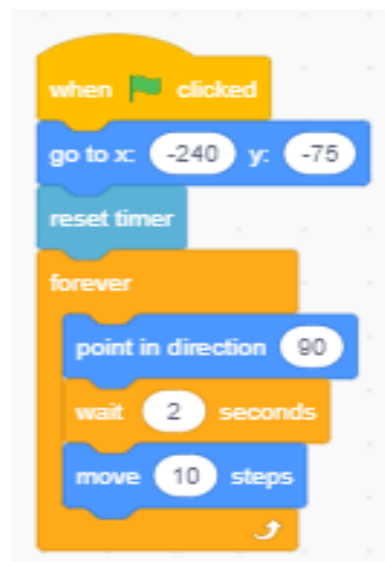 when clicked
go to x: -240 y: -75
reset timer
forever
point in direction 90
wait 2 seconds
move 10 steps